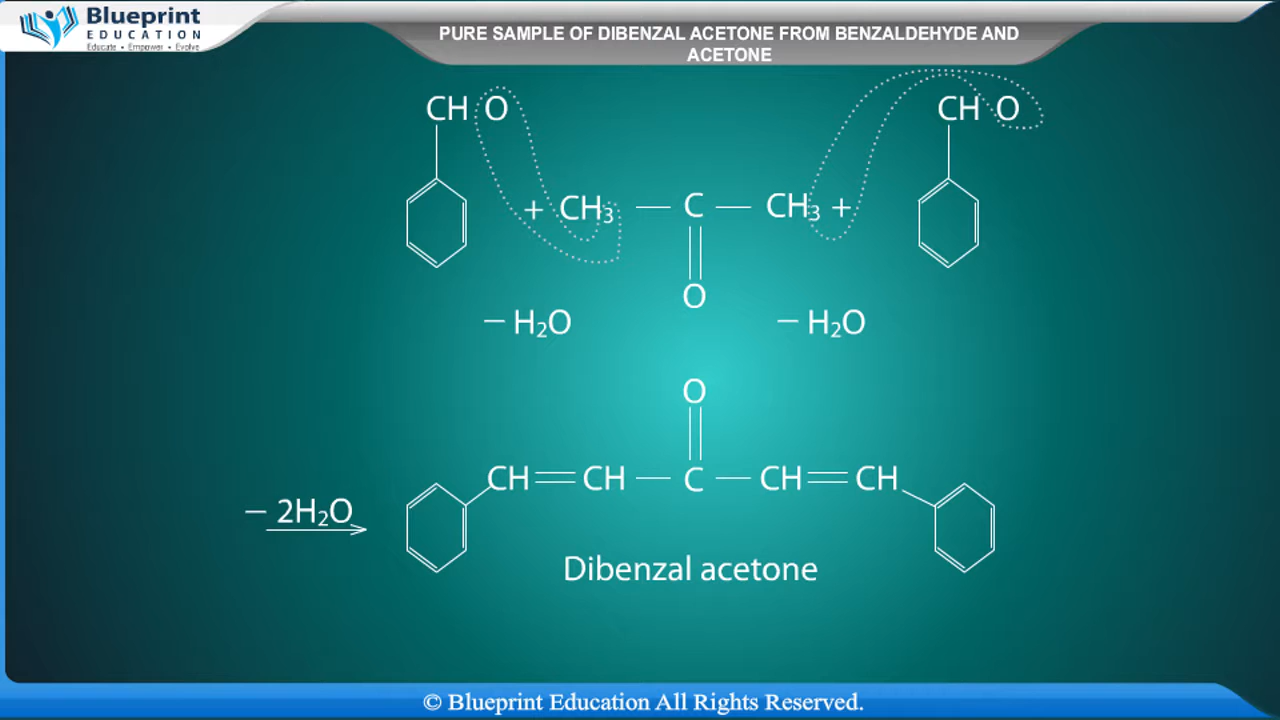 Blueprint
EDUCATION
Educate • Empower • Evolve
PURE SAMPLE OF DIBENZAL ACETONE FROM BENZALDEHYDE AND
ACETONE
CH O
CH O
+ CH₃ — C — CH₃ +
O
– H₂O
– H₂O
O
CH═CH — C — CH═CH
– 2H₂O
Dibenzal acetone
© Blueprint Education All Rights Reserved.